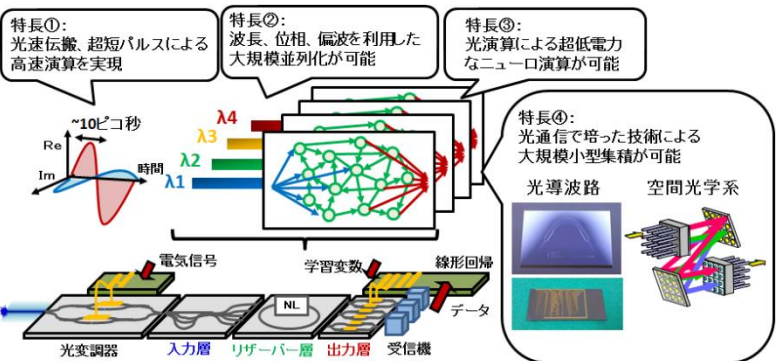 特長①:
光速伝搬、超短パルスによる
高速演算を実現
特長②:
波長、位相、偏波を利用した
大規模並列化が可能
特長③:
光演算による超低電力
なニューロ演算が可能
特長④:
光通信で培った技術による
大規模小型集積が可能
光導波路
空間光学系
~10ピコ秒
Re
Im
時間
λ4
λ3
λ2
λ1
電気信号
学習変数
線形回帰
データ
NL
光変調器
入力層
リザーバー層
出力層
受信機